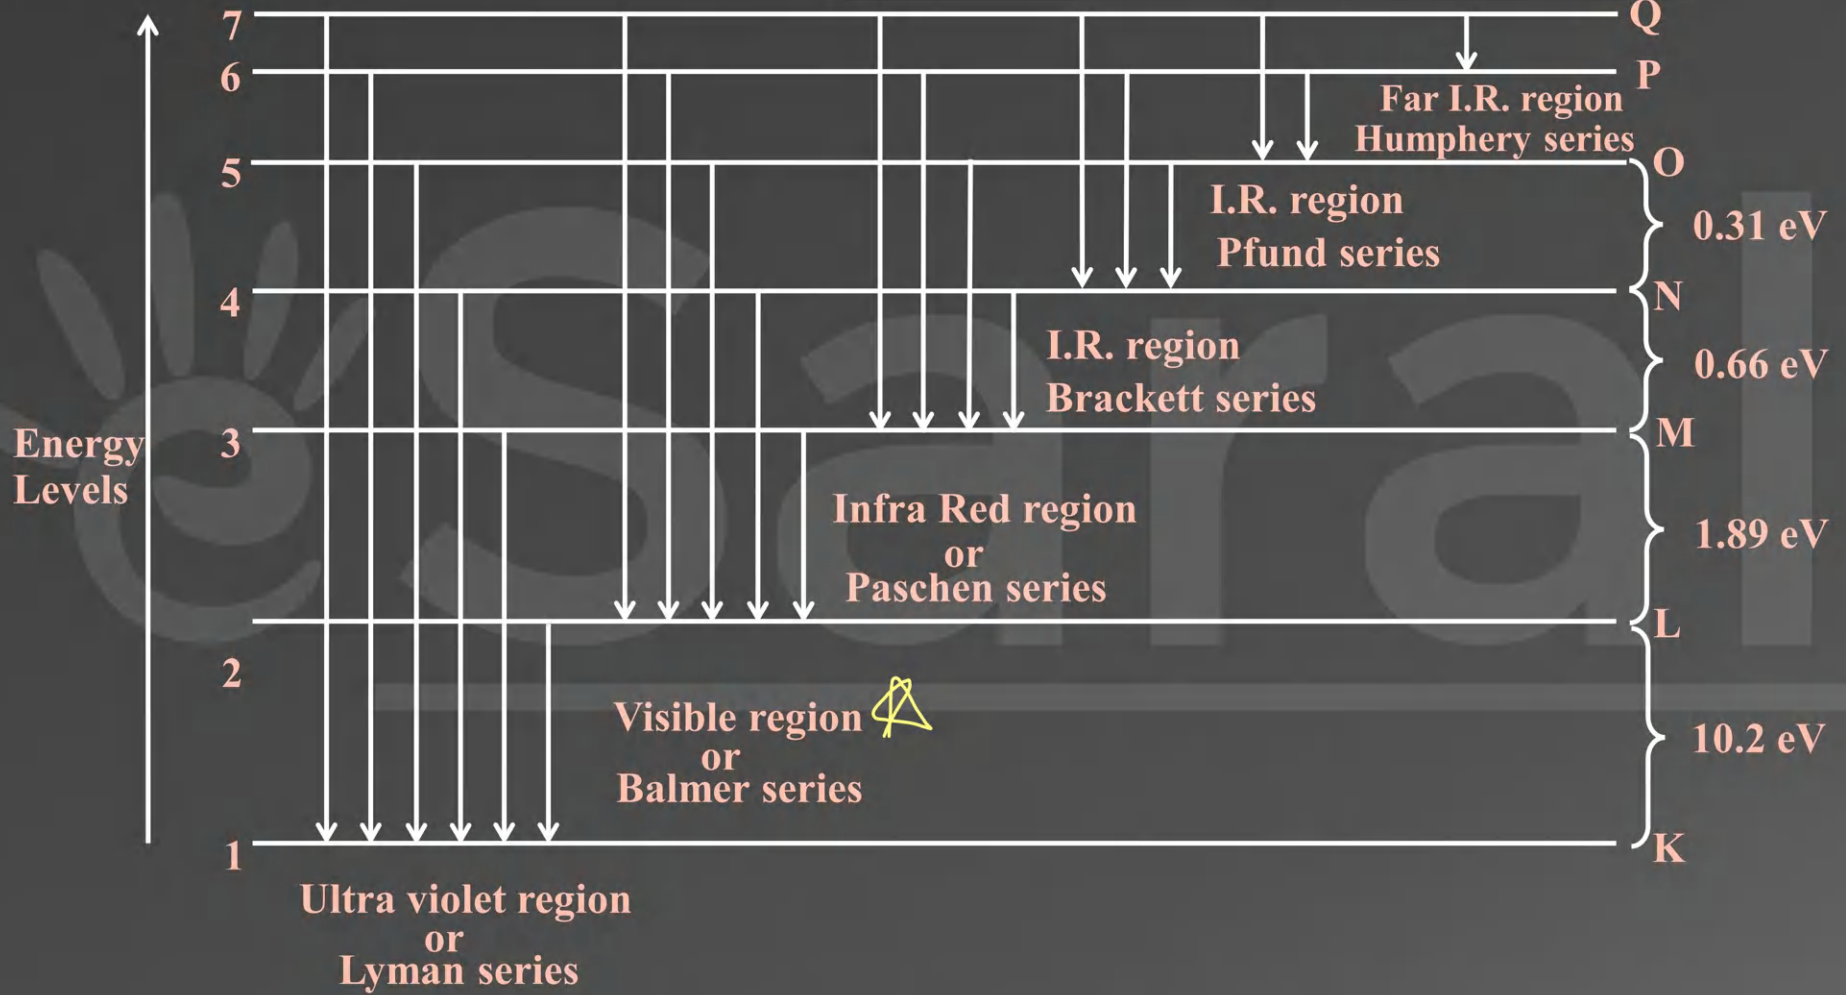 7
Q
6
P
Far I.R. region
Humphery series
5
O
I.R. region
Pfund series
0.31 eV
4
N
I.R. region
Brackett series
0.66 eV
Energy
Levels
3
M
Infra Red region
or
Paschen series
1.89 eV
L
2
Visible region
or
Balmer series
10.2 eV
1
K
Ultra violet region
or
Lyman series
eSaral